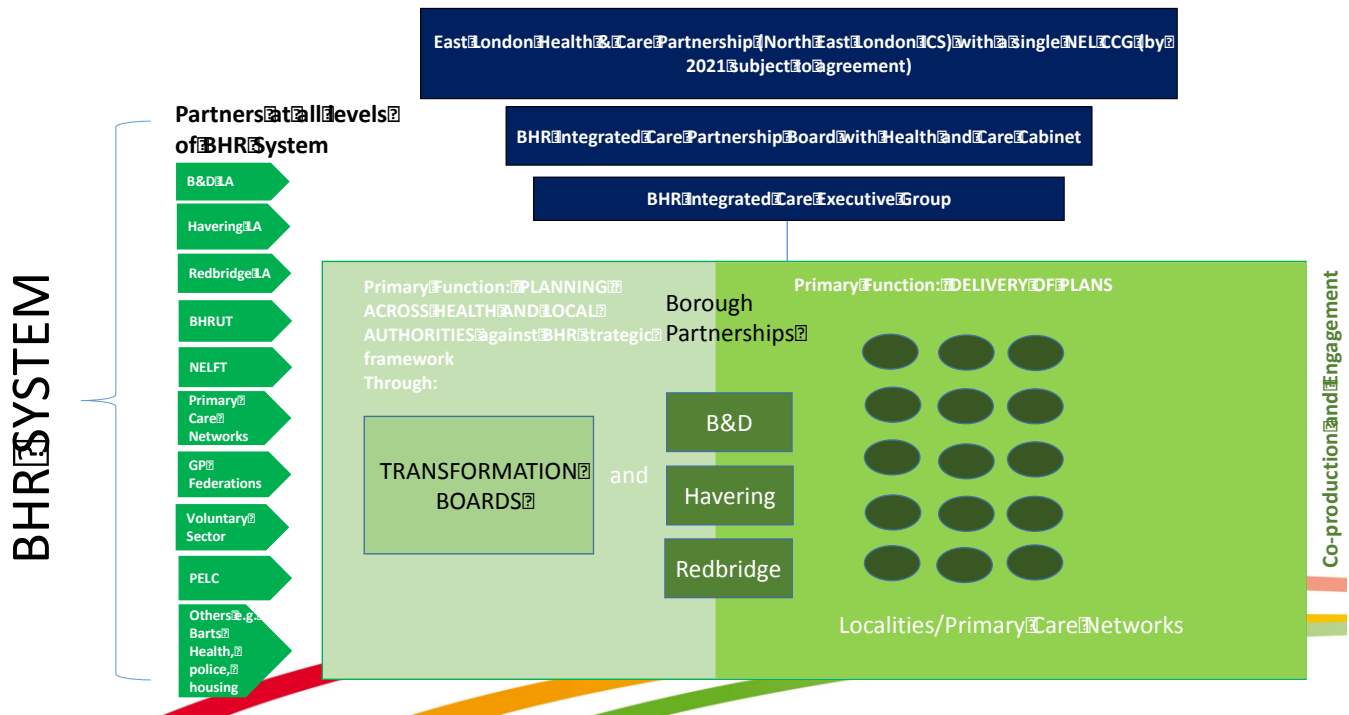 East London Health & Care Partnership (North East London ICS) with a single NEL CCG (by
2021 subject to agreement)
Partners at all levels
of BHR System
BHR Integrated Care Partnership Board with Health and Care Cabinet
BHR Integrated Care Executive Group
BHR SYSTEM
B&D LA
Havering LA
Redbridge LA
BHRUT
NELFT
Primary
Care
Networks
GP
Federations
Voluntary
Sector
PELC
Others e.g.
Barts
Health,
police,
housing
Primary Function: PLANNING
ACROSS HEALTH AND LOCAL
AUTHORITIES against BHR strategic
framework
Through:
TRANSFORMATION
BOARDS
and
Borough
Partnerships
B&D
Havering
Redbridge
Primary Function: DELIVERY OF PLANS
Localities/Primary Care Networks
Co-production and Engagement